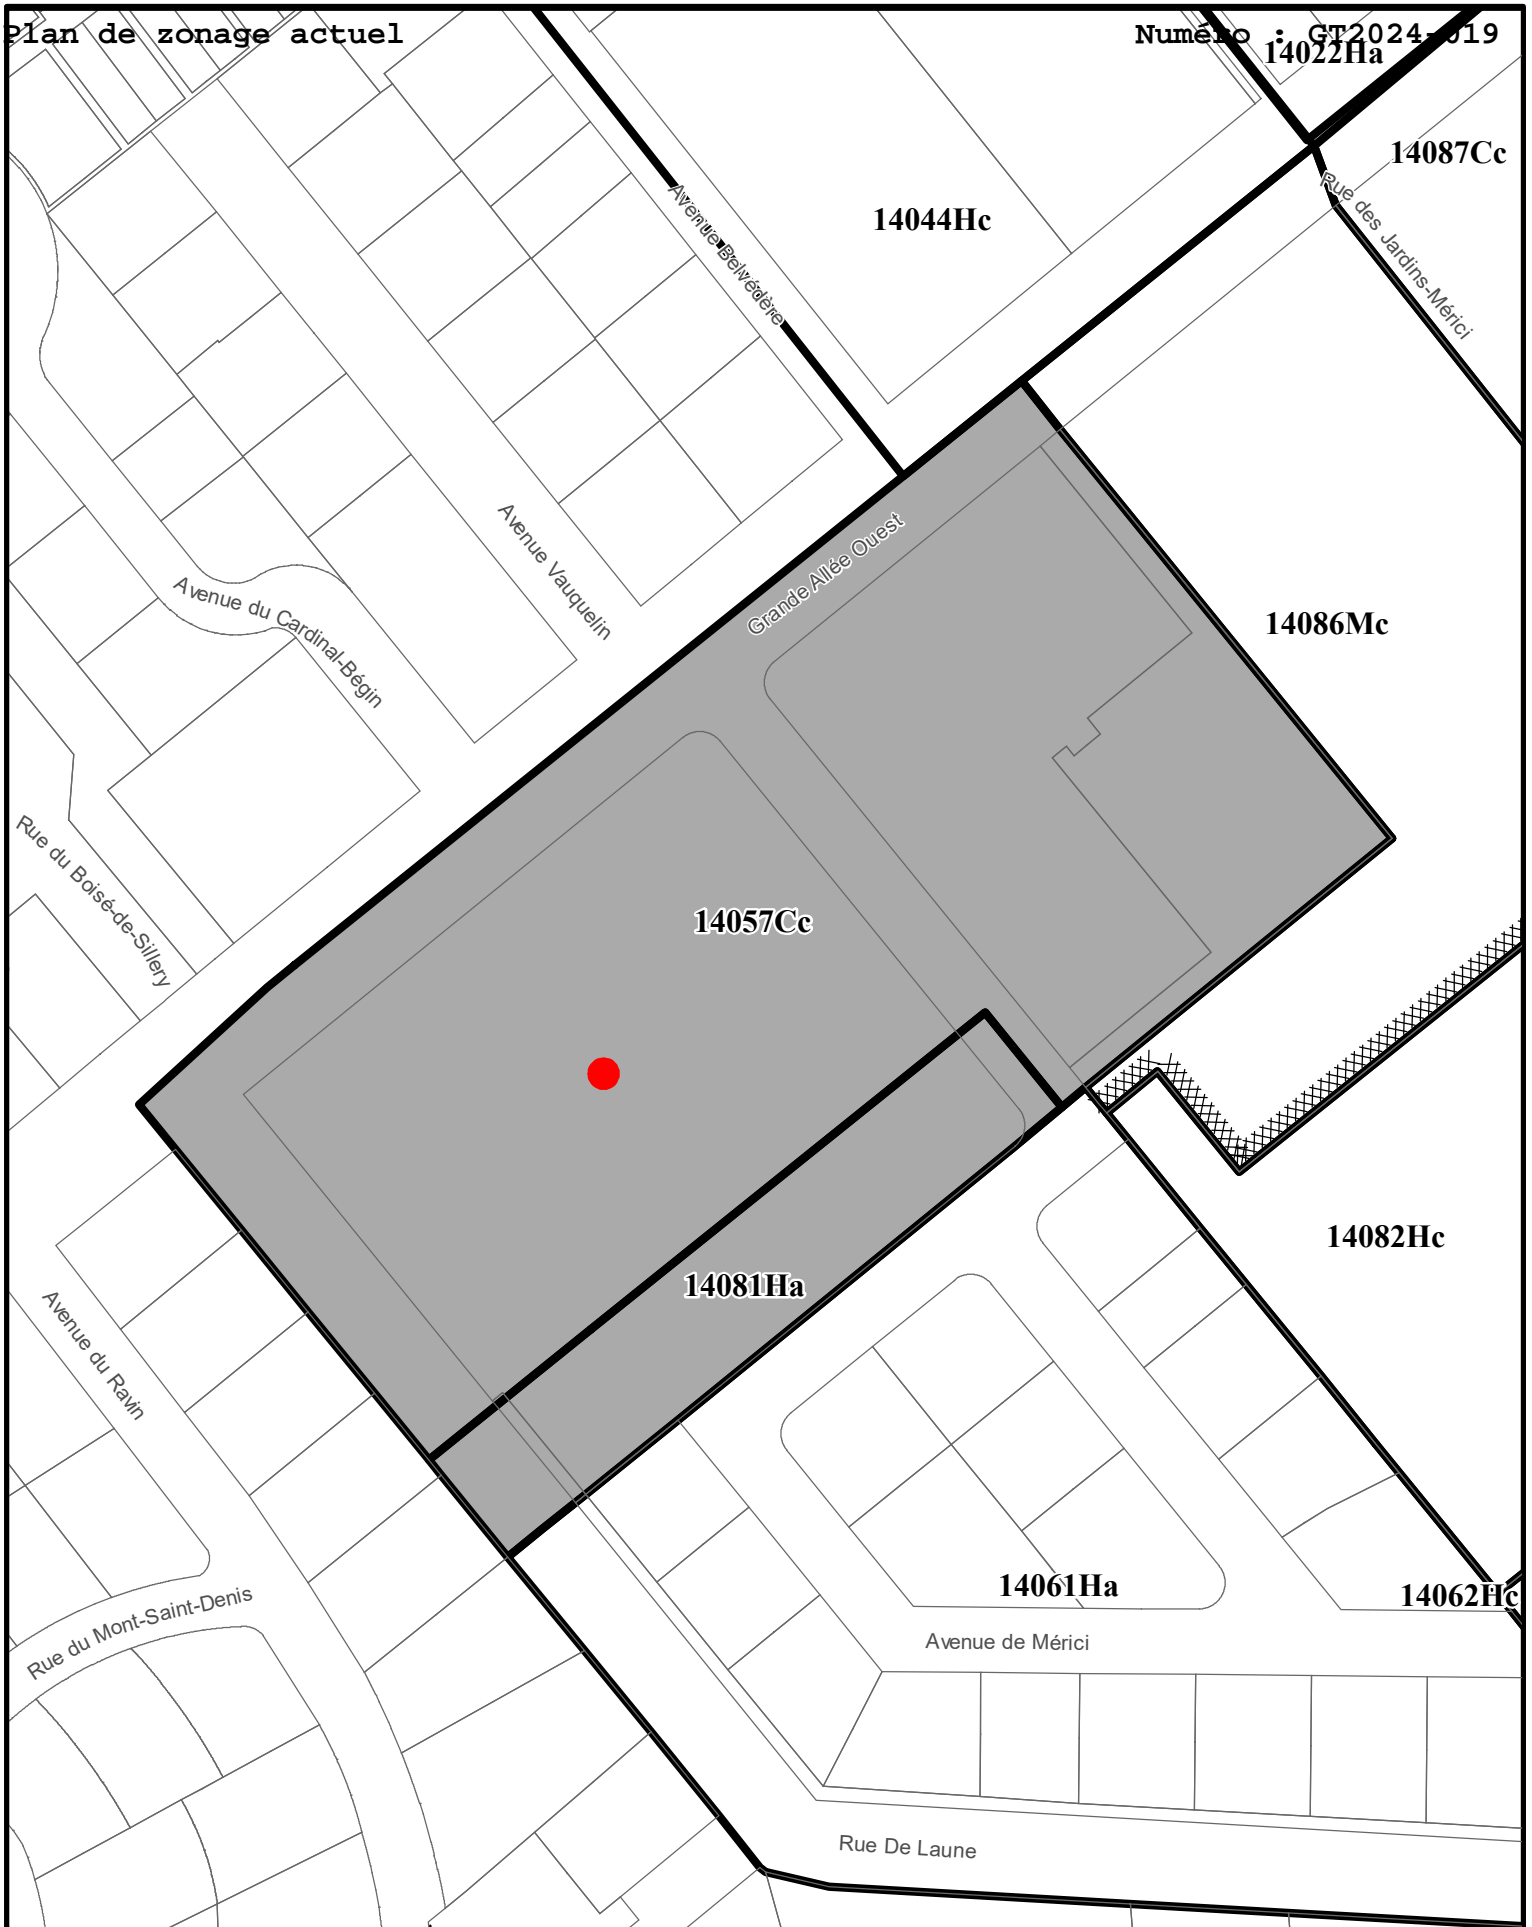 Plan de zonage actuel
Numéro : GT2024-019
14022Ha
14087Cc
Rue des Jardins-Mérici
14044Hc
Avenue Belvédère
Grande Allée Ouest
Avenue Vauquelin
Avenue du Cardinal-Bégin
14086Mc
Rue du Boisé-de-Sillery
14057Cc
14082Hc
14081Ha
Avenue du Ravin
14061Ha
14062Hc
Rue du Mont-Saint-Denis
Avenue de Mérici
Rue De Laune